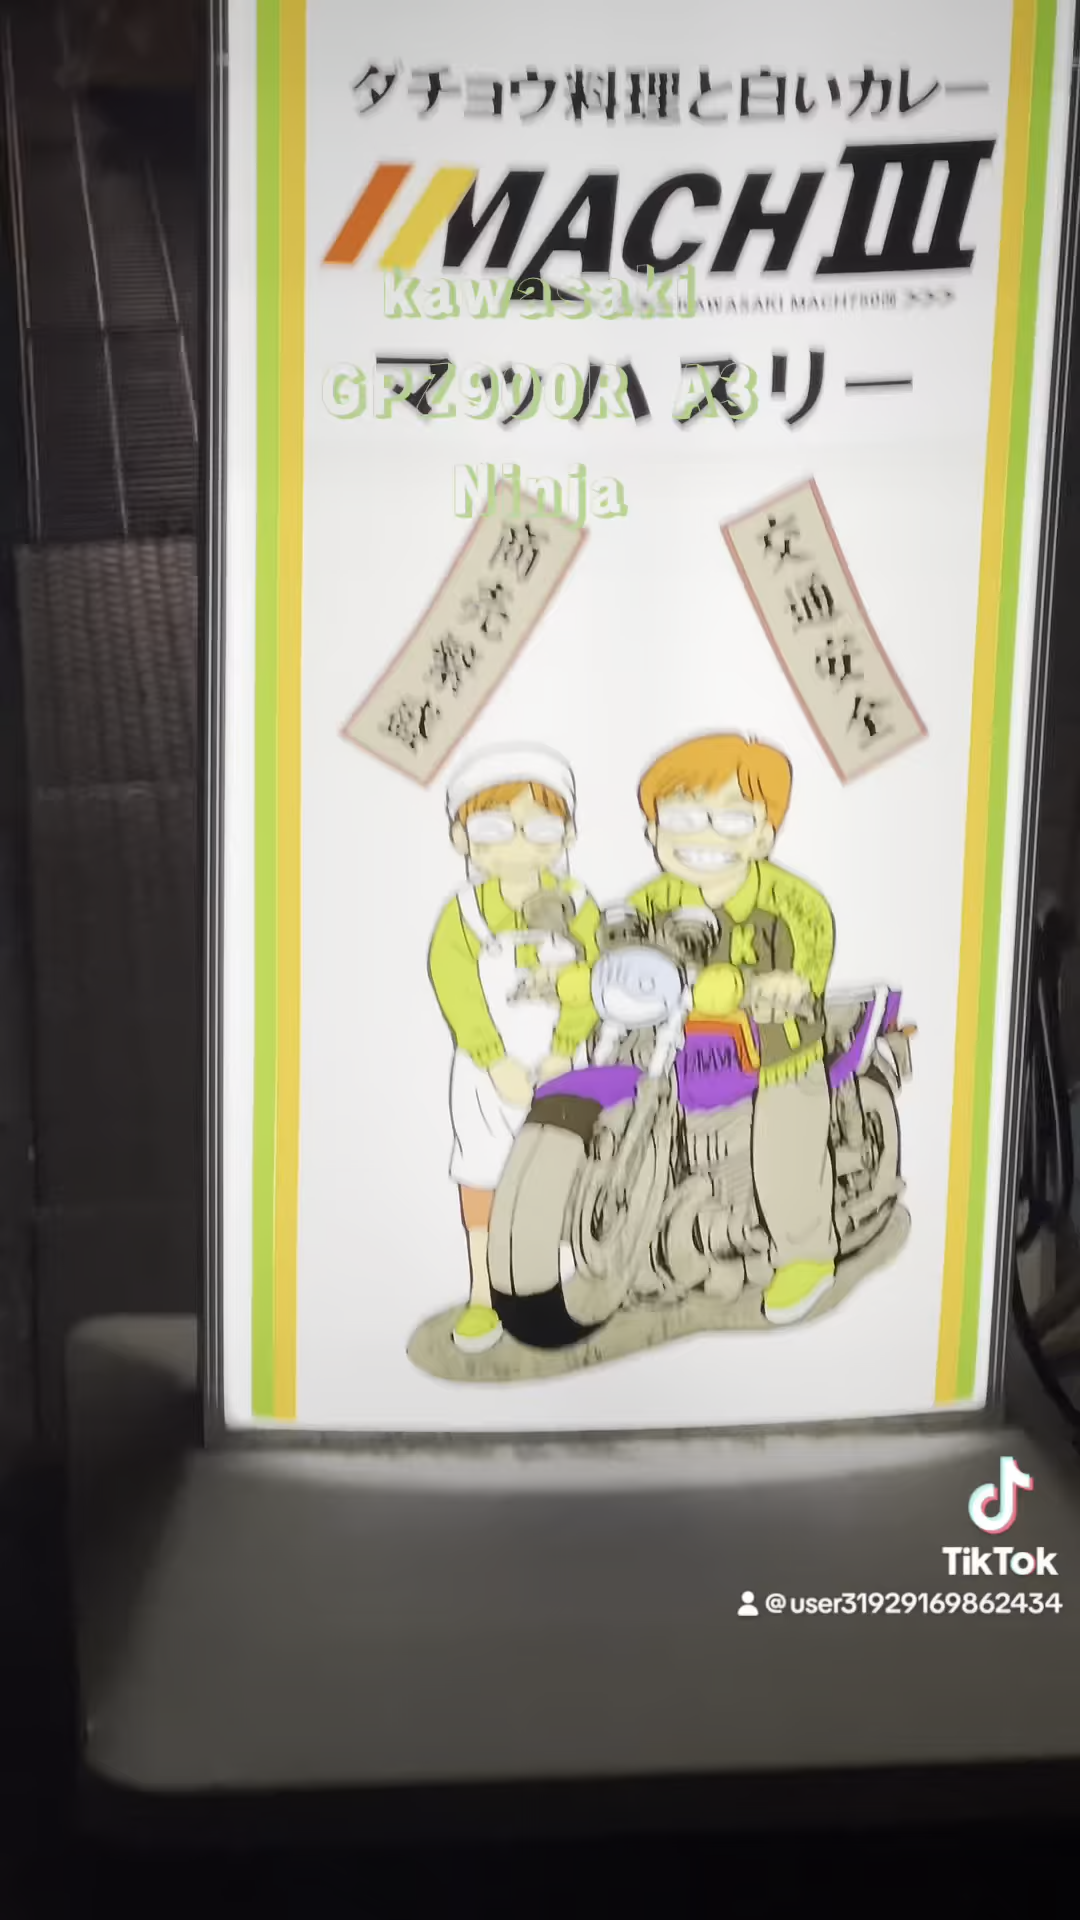 ダチョウ料理と白いカレー
MACH III
KAWASAKI MACH750SS >>>
kawasaki
マッハスリー
GPZ900R A3
Ninja
商売繁盛
交通安全
K
TikTok
@user31929169862434